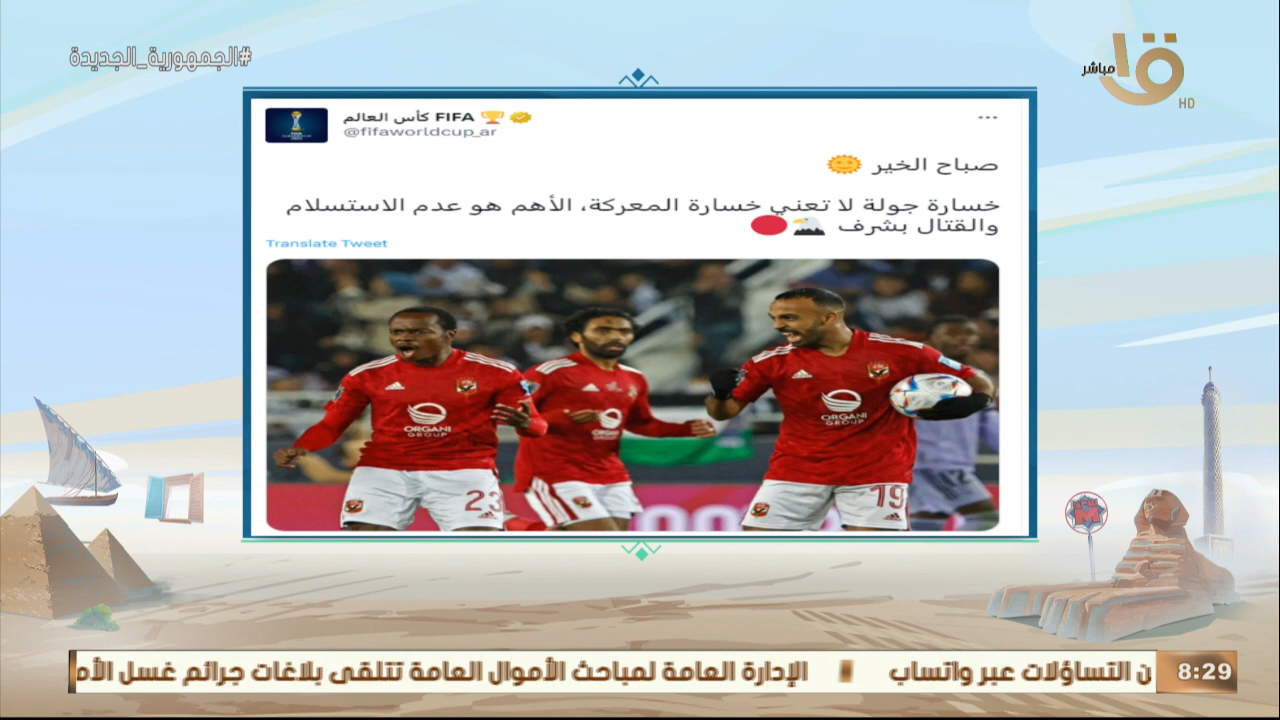 #الجمهورية_الجديدة
مباشر
HD
FIFA كأس العالم
@fifaworldcup_ar
صباح الخير
خسارة جولة لا تعني خسارة المعركة، الأهم هو عدم الاستسلام
والقتال بشرف
Translate Tweet
ORGANI
GROUP
ORGANI
GROUP
ORGANI
GROUP
23
19
M
ن التساؤلات عبر واتساب
الإدارة العامة لمباحث الأموال العامة تتلقى بلاغات جرائم غسل الأم
8:29